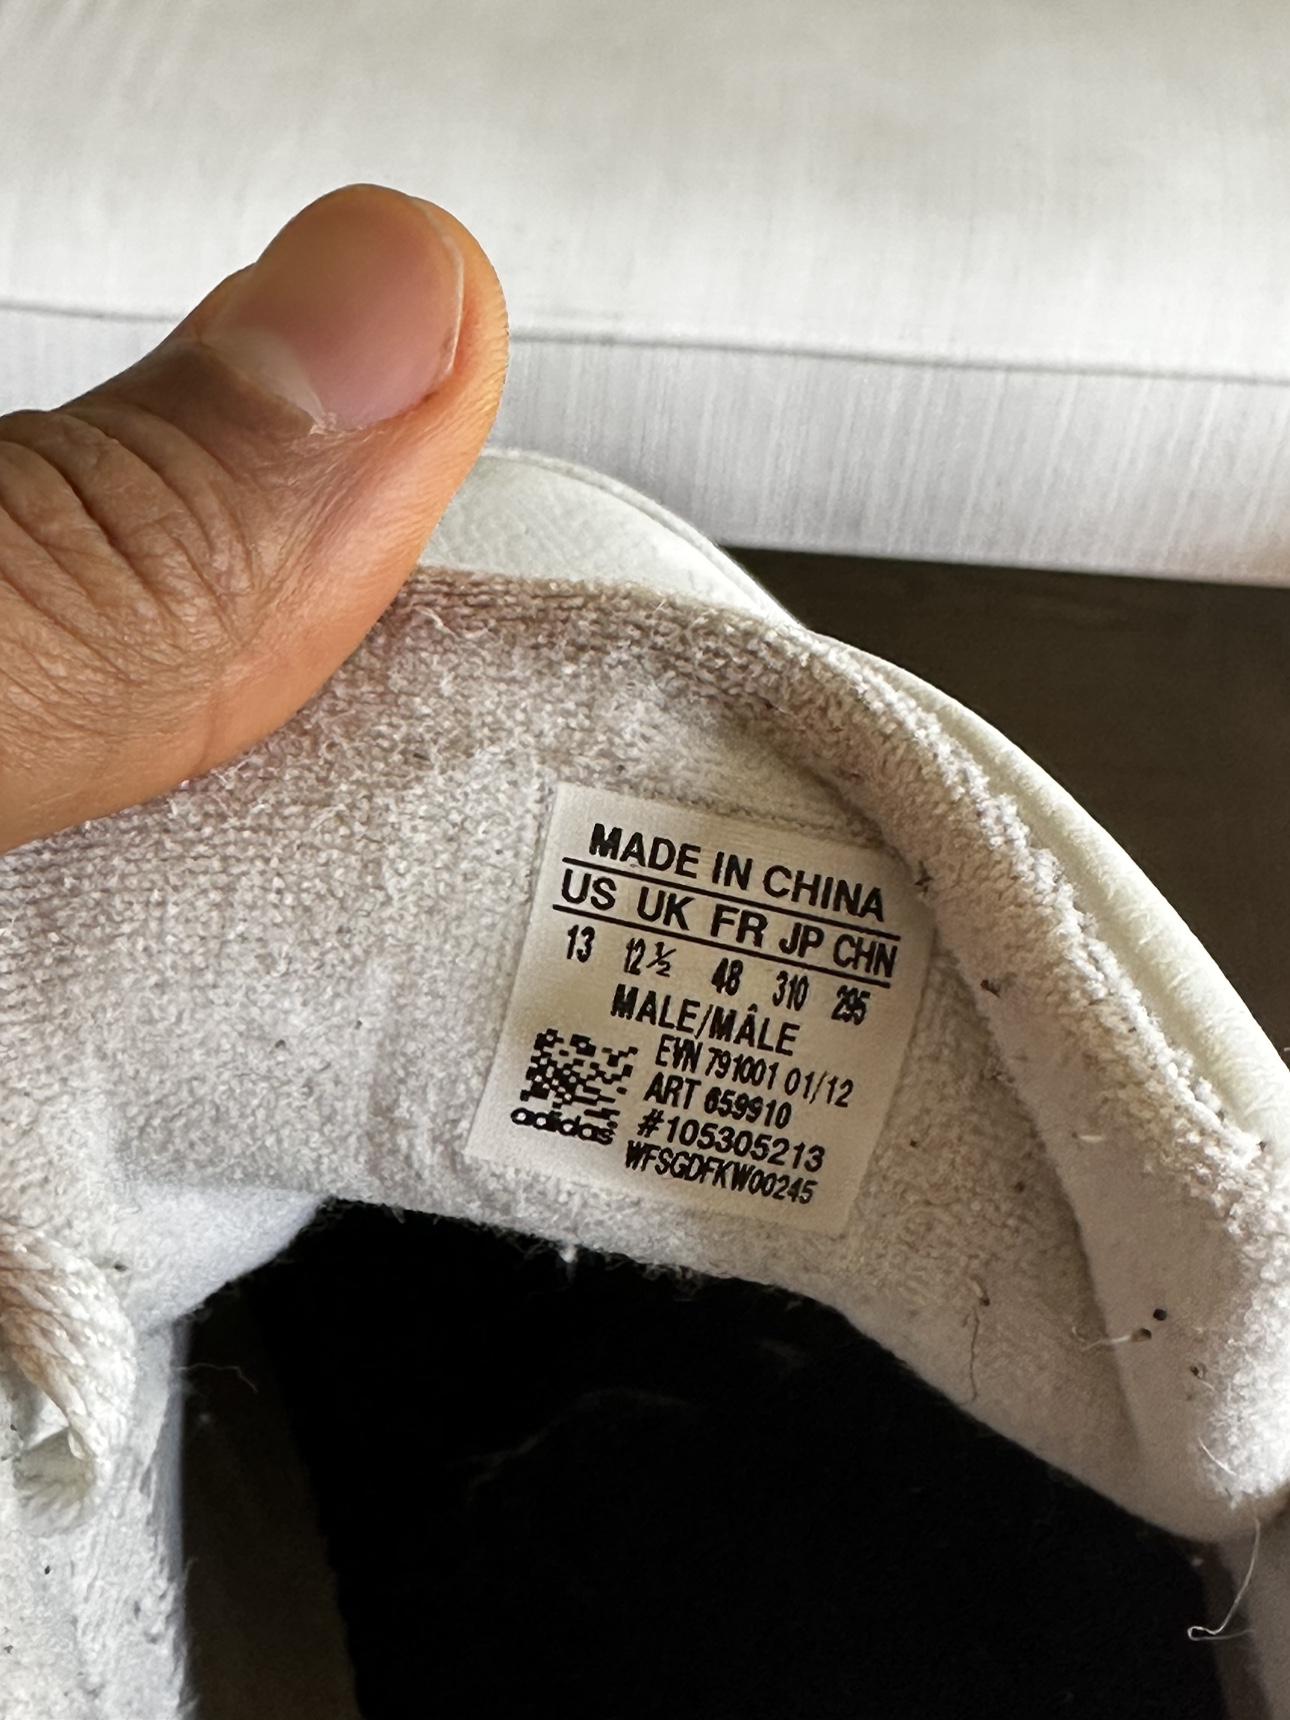 MADE IN CHINA
US UK FR JP CHN
13 12½ 48 310 295
MALE/MÂLE
EVN 791001 01/12
ART 659910
#105305213
WFSGDFKW00245
adidas